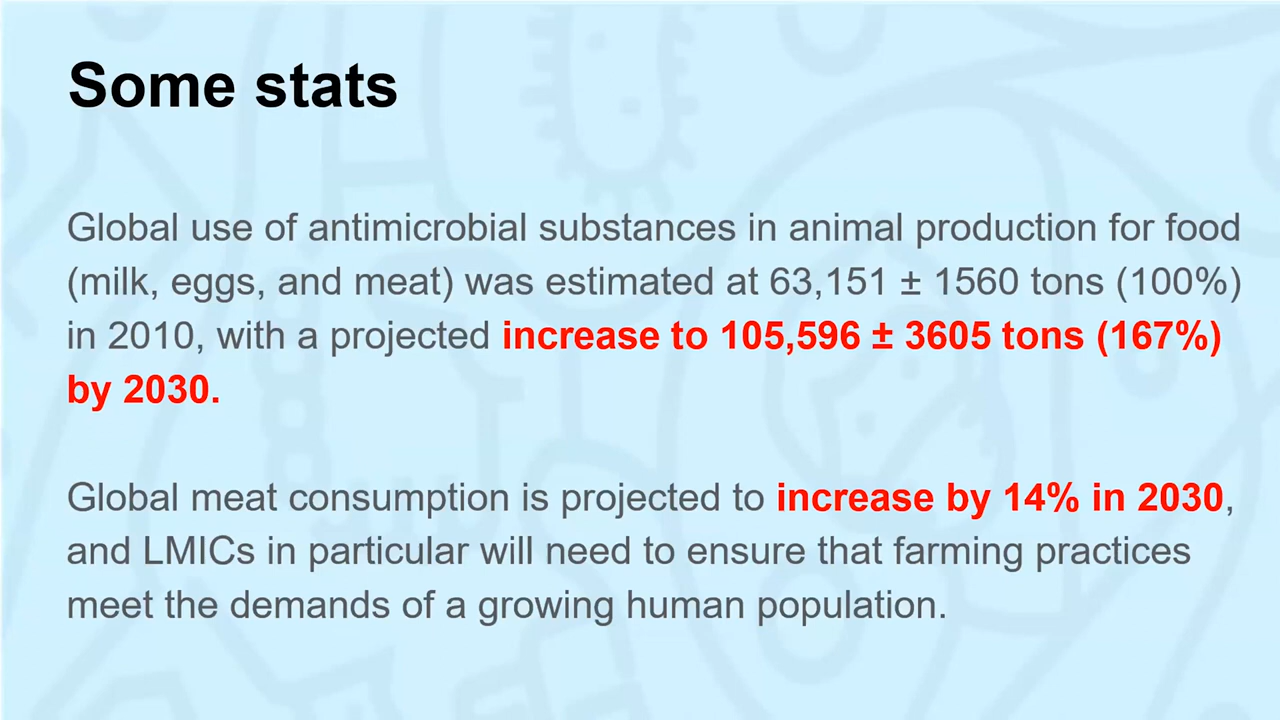 Some stats
Global use of antimicrobial substances in animal production for food
(milk, eggs, and meat) was estimated at 63,151 ± 1560 tons (100%)
in 2010, with a projected increase to 105,596 ± 3605 tons (167%)
by 2030.
Global meat consumption is projected to increase by 14% in 2030,
and LMICs in particular will need to ensure that farming practices
meet the demands of a growing human population.